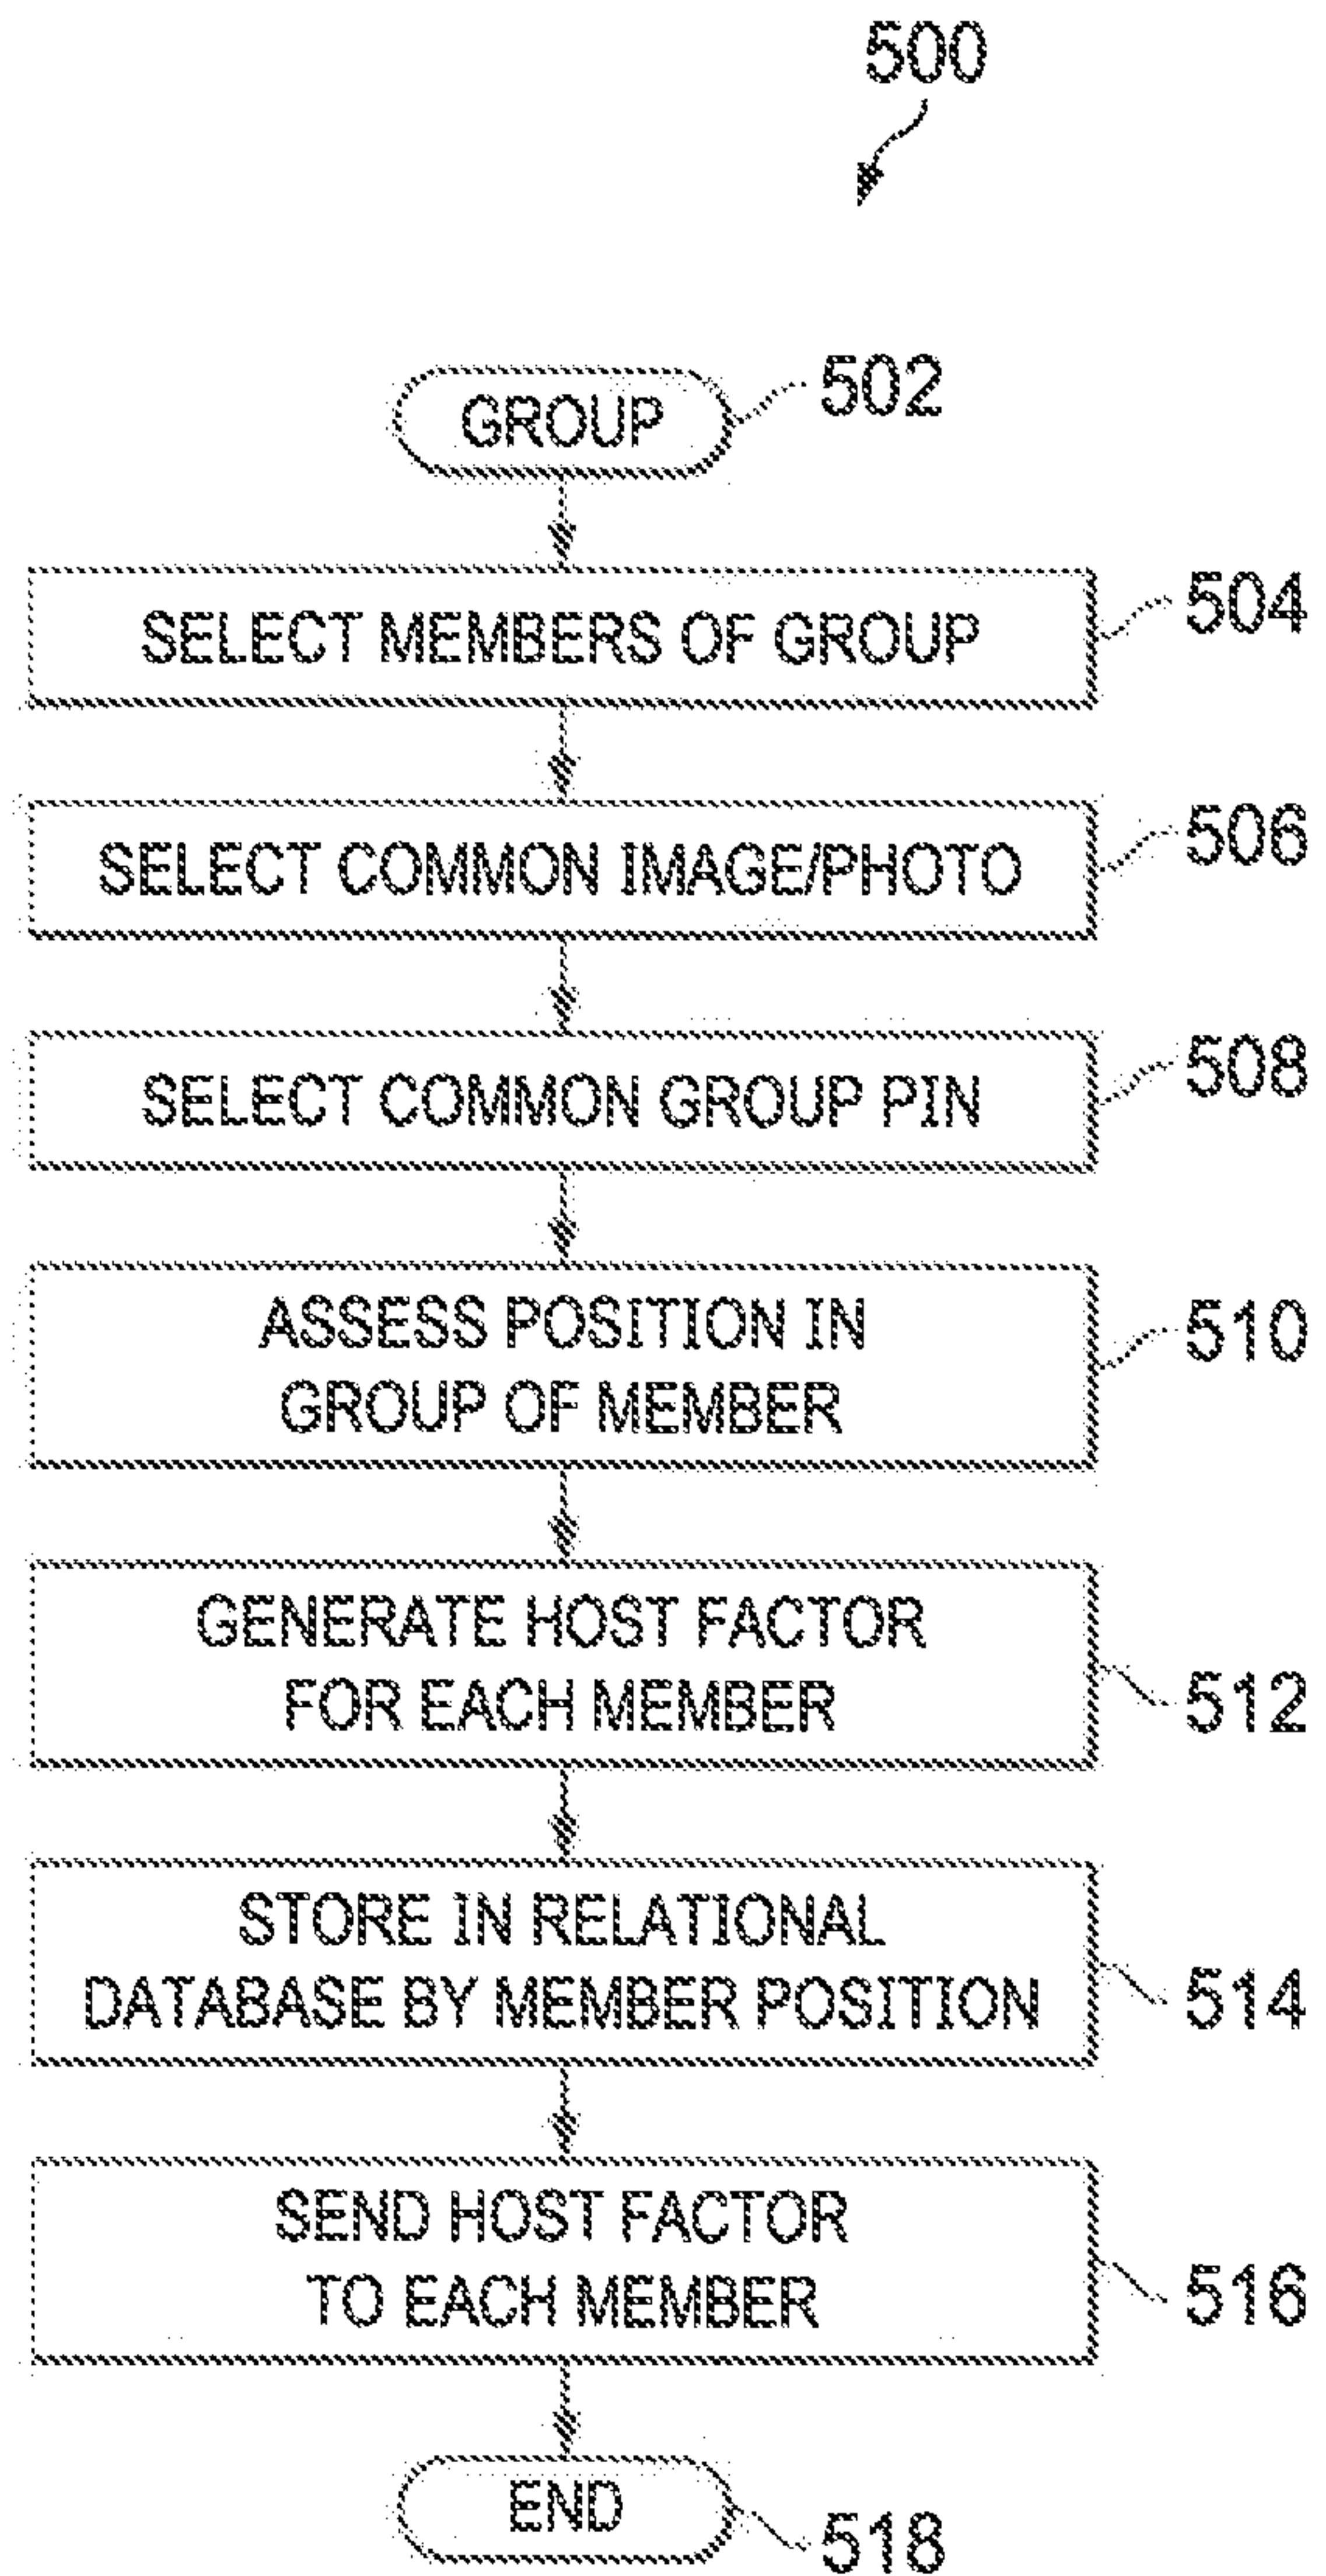 500
GROUP
502
SELECT MEMBERS OF GROUP
504
SELECT COMMON IMAGE/PHOTO
506
SELECT COMMON GROUP PIN
508
ASSESS POSITION IN
GROUP OF MEMBER
510
GENERATE HOST FACTOR
FOR EACH MEMBER
512
STORE IN RELATIONAL
DATABASE BY MEMBER POSITION
514
SEND HOST FACTOR
TO EACH MEMBER
516
END
518